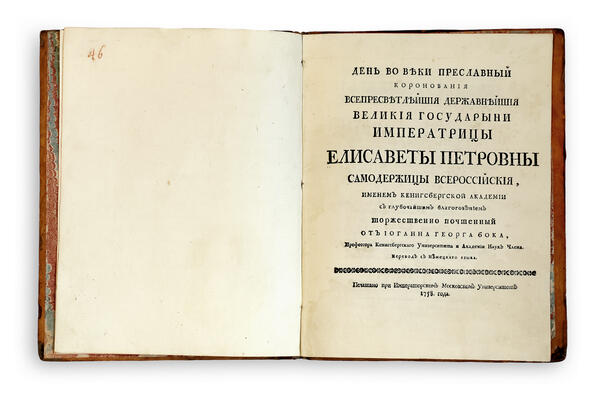 46
ДЕНЬ ВО ВѢКИ ПРЕСЛАВНЫЙ
КОРОНОВАНІЯ
ВСЕПРЕСВѢТЛѢЙШІЯ ДЕРЖАВНѢЙШІЯ
ВЕЛИКІЯ ГОСУДАРЫНИ
ИМПЕРАТРИЦЫ
ЕЛИСАВЕТЫ ПЕТРОВНЫ
САМОДЕРЖИЦЫ ВСЕРОССІЙСКІЯ,
ИМЕНЕМЪ КЕНИГСБЕРГСКОЙ АКАДЕМІИ
съ глубочайшимъ благоговѣніемъ
торжественно почтенный
ОТЪ ІОГАННА ГЕОРГА БОКА,
Профессора Кенигсбергскаго Университета и Академіи Наукъ Члена.
Переводъ съ Нѣмецкаго языка.
Печатано при Императорскомъ Московскомъ Университетѣ
1758. года.